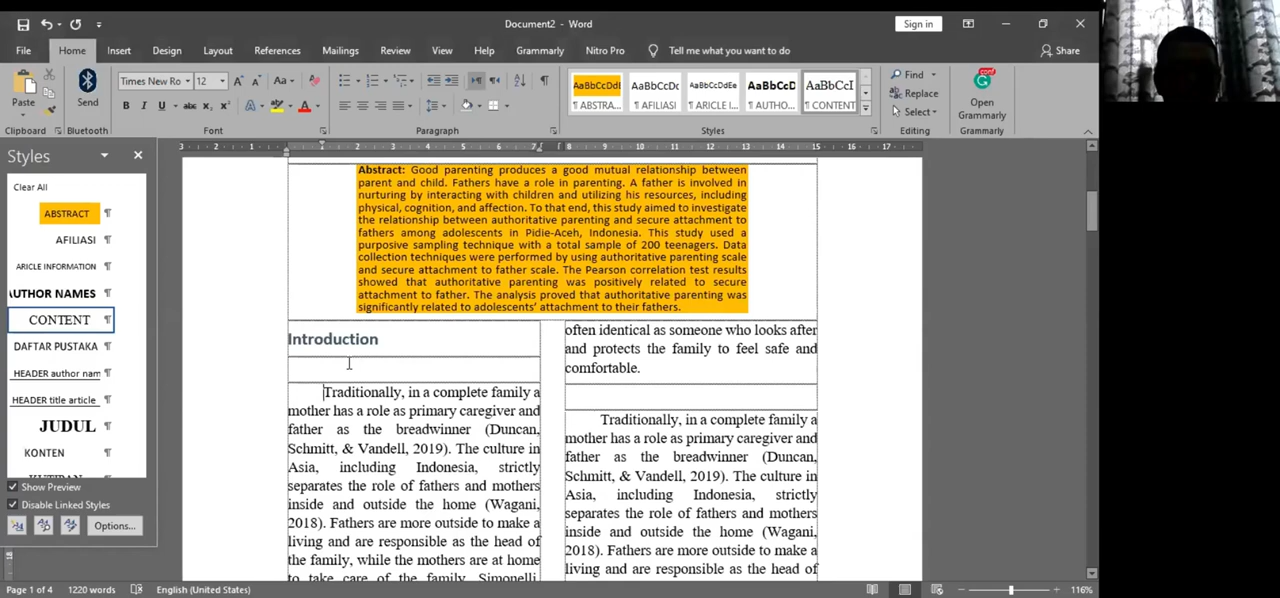 Document2 - Word
Sign in
File Home Insert Design Layout References Mailings Review View Help Grammarly Nitro Pro Tell me what you want to do Share
Paste
Send
Times New Ro 12
AaBbCcDdI AaBbCcDc AaBbCcDdEe AaBbCcD AaBbCcI
¶ ABSTRA... ¶ AFILIASI ¶ ARICLE I... ¶ AUTHO... ¶ CONTENT
Find
Replace
Select
Open
Grammarly
Clipboard Bluetooth Font Paragraph Styles Editing Grammarly
Styles
Clear All
ABSTRACT ¶
AFILIASI ¶
ARICLE INFORMATION ¶
AUTHOR NAMES ¶
CONTENT ¶
DAFTAR PUSTAKA ¶
HEADER author nam ¶
HEADER title article ¶
JUDUL ¶
KONTEN ¶
Show Preview
Disable Linked Styles
Options...
Abstract: Good parenting produces a good mutual relationship between
parent and child. Fathers have a role in parenting. A father is involved in
nurturing by interacting with children and utilizing his resources, including
physical, cognition, and affection. To that end, this study aimed to investigate
the relationship between authoritative parenting and secure attachment to
fathers among adolescents in Pidie-Aceh, Indonesia. This study used a
purposive sampling technique with a total sample of 200 teenagers. Data
collection techniques were performed by using authoritative parenting scale
and secure attachment to father scale. The Pearson correlation test results
showed that authoritative parenting was positively related to secure
attachment to father. The analysis proved that authoritative parenting was
significantly related to adolescents' attachment to their fathers.
Introduction
Traditionally, in a complete family a
mother has a role as primary caregiver and
father as the breadwinner (Duncan,
Schmitt, & Vandell, 2019). The culture in
Asia, including Indonesia, strictly
separates the role of fathers and mothers
inside and outside the home (Wagani,
2018). Fathers are more outside to make a
living and are responsible as the head of
the family, while the mothers are at home
to take care of the family. Simonelli,
often identical as someone who looks after
and protects the family to feel safe and
comfortable.
Traditionally, in a complete family a
mother has a role as primary caregiver and
father as the breadwinner (Duncan,
Schmitt, & Vandell, 2019). The culture in
Asia, including Indonesia, strictly
separates the role of fathers and mothers
inside and outside the home (Wagani,
2018). Fathers are more outside to make a
living and are responsible as the head of
Page 1 of 4 1220 words English (United States) 116%